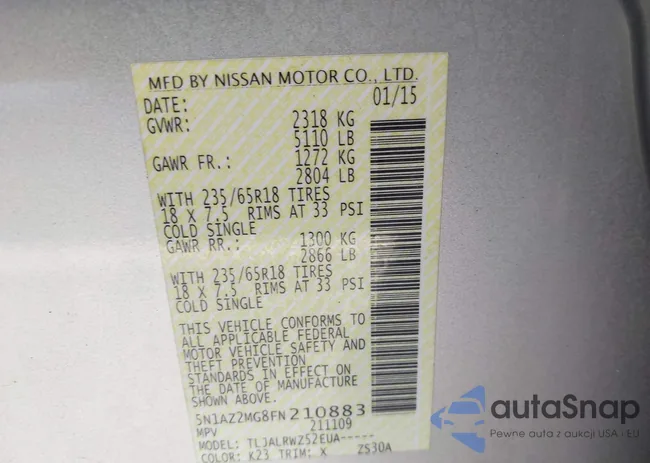 MFD BY NISSAN MOTOR CO., LTD.
DATE: 01/15
GVWR: 2318 KG
5110 LB
GAWR FR.: 1272 KG
2804 LB
WITH 235/65R18 TIRES
18 X 7.5 RIMS AT 33 PSI
COLD SINGLE
GAWR RR.: 1300 KG
2866 LB
WITH 235/65R18 TIRES
18 X 7.5 RIMS AT 33 PSI
COLD SINGLE
THIS VEHICLE CONFORMS TO
ALL APPLICABLE FEDERAL
MOTOR VEHICLE SAFETY AND
THEFT PREVENTION
STANDARDS IN EFFECT ON
THE DATE OF MANUFACTURE
SHOWN ABOVE.
5N1AZ2MG8FN210883
MPV 211109
MODEL: TLJALRWZ52EUA-----
COLOR: K23 TRIM: X ZS30A
autoSnap
Pewne auta z USA i EU